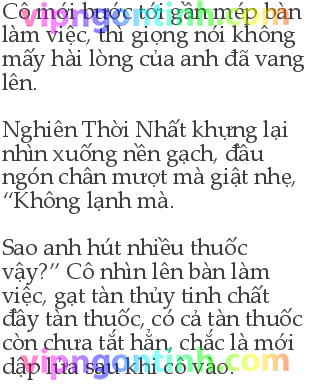 Cô mới bước tới gần mép bàn
làm việc, thì giọng nói không
mấy hài lòng của anh đã vang
lên.
Nghiên Thời Nhất khựng lại
nhìn xuống nền gạch, đầu
ngón chân mượt mà giật nhẹ,
“Không lạnh mà.
Sao anh hút nhiều thuốc
vậy?” Cô nhìn lên bàn làm
việc, gạt tàn thủy tinh chất
đầy tàn thuốc, có cả tàn thuốc
còn chưa tắt hẳn, chắc là mới
dập lửa sau khi cô vào.
vipngontinh.com
vipngontinh.com